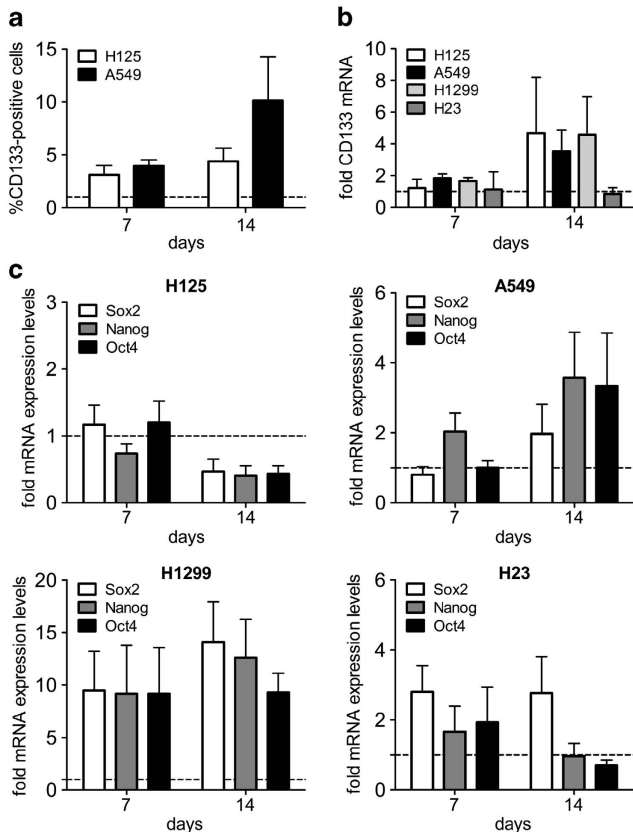 a
%CD133-positive cells
15
10
5
0
H125
A549
7 14
days
b
fold CD133 mRNA
10
8
6
4
2
0
H125
A549
H1299
H23
7 14
days
c
H125
fold mRNA expression levels
3
2
1
0
Sox2
Nanog
Oct4
7 14
days
A549
fold mRNA expression levels
6
4
2
0
Sox2
Nanog
Oct4
7 14
days
H1299
fold mRNA expression levels
20
15
10
5
0
Sox2
Nanog
Oct4
7 14
days
H23
fold mRNA expression levels
6
4
2
0
Sox2
Nanog
Oct4
7 14
days